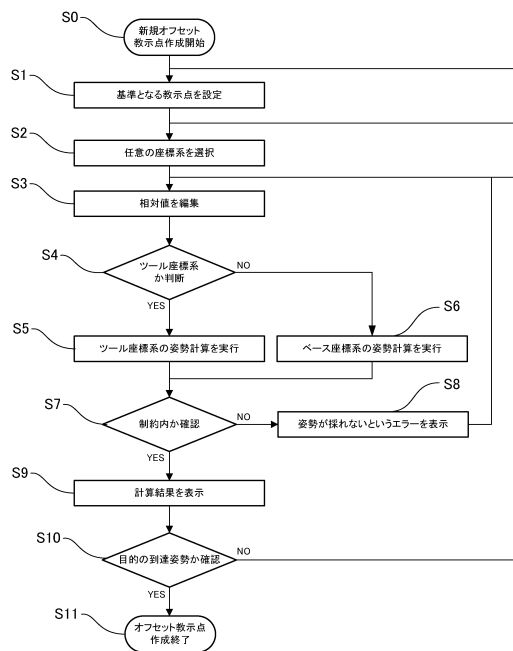 S0
新規オフセット
教示点作成開始
S1
基準となる教示点を設定
S2
任意の座標系を選択
S3
相対値を編集
S4
ツール座標系
か判断
NO
YES
S5
ツール座標系の姿勢計算を実行
S6
ベース座標系の姿勢計算を実行
S7
制約内か確認
NO
YES
S8
姿勢が採れないというエラーを表示
S9
計算結果を表示
S10
目的の到達姿勢か確認
NO
YES
S11
オフセット教示点
作成終了